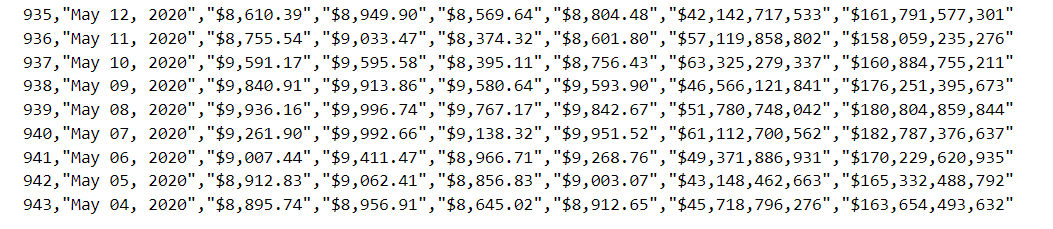 935,"May 12, 2020","$8,610.39","$8,949.90","$8,569.64","$8,804.48","$42,142,717,533","$161,791,577,301"
936,"May 11, 2020","$8,755.54","$9,033.47","$8,374.32","$8,601.80","$57,119,858,802","$158,059,235,276"
937,"May 10, 2020","$9,591.17","$9,595.58","$8,395.11","$8,756.43","$63,325,279,337","$160,884,755,211"
938,"May 09, 2020","$9,840.91","$9,913.86","$9,580.64","$9,593.90","$46,566,121,841","$176,251,395,673"
939,"May 08, 2020","$9,936.16","$9,996.74","$9,767.17","$9,842.67","$51,780,748,042","$180,804,859,844"
940,"May 07, 2020","$9,261.90","$9,992.66","$9,138.32","$9,951.52","$61,112,700,562","$182,787,376,637"
941,"May 06, 2020","$9,007.44","$9,411.47","$8,966.71","$9,268.76","$49,371,886,931","$170,229,620,935"
942,"May 05, 2020","$8,912.83","$9,062.41","$8,856.83","$9,003.07","$43,148,462,663","$165,332,488,792"
943,"May 04, 2020","$8,895.74","$8,956.91","$8,645.02","$8,912.65","$45,718,796,276","$163,654,493,632"